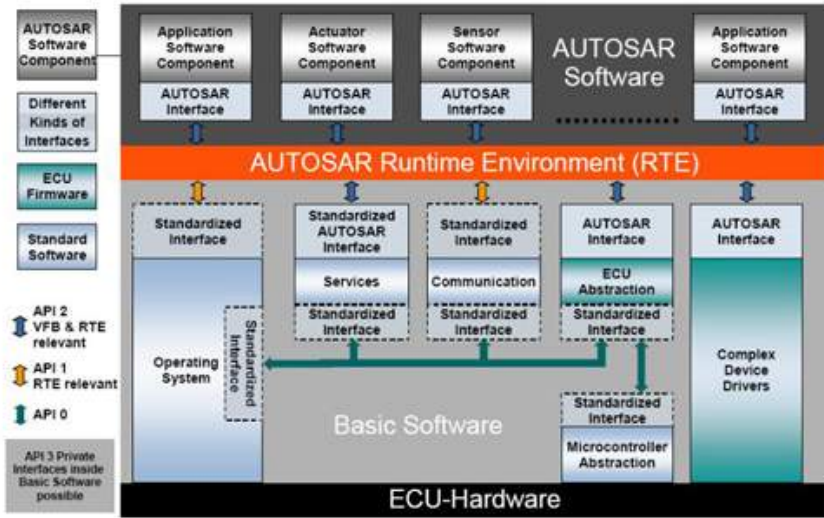 AUTOSAR
Software
Component
Different
Kinds of
Interfaces
ECU
Firmware
Standard
Software
API 2
VFB & RTE
relevant
API 1
RTE relevant
API 0
API 3 Private
Interfaces inside
Basic Software
possible
Application
Software
Component
AUTOSAR
Interface
Actuator
Software
Component
AUTOSAR
Interface
Sensor
Software
Component
AUTOSAR
Interface
AUTOSAR
Software
Application
Software
Component
AUTOSAR
Interface
AUTOSAR Runtime Environment (RTE)
Standardized
Interface
Operating
System
Standardized
Interface
Standardized
AUTOSAR
Interface
Services
Standardized
Interface
Standardized
Interface
Communication
Standardized
Interface
AUTOSAR
Interface
ECU
Abstraction
Standardized
Interface
Standardized
Interface
Microcontroller
Abstraction
AUTOSAR
Interface
Complex
Device
Drivers
Basic Software
ECU-Hardware